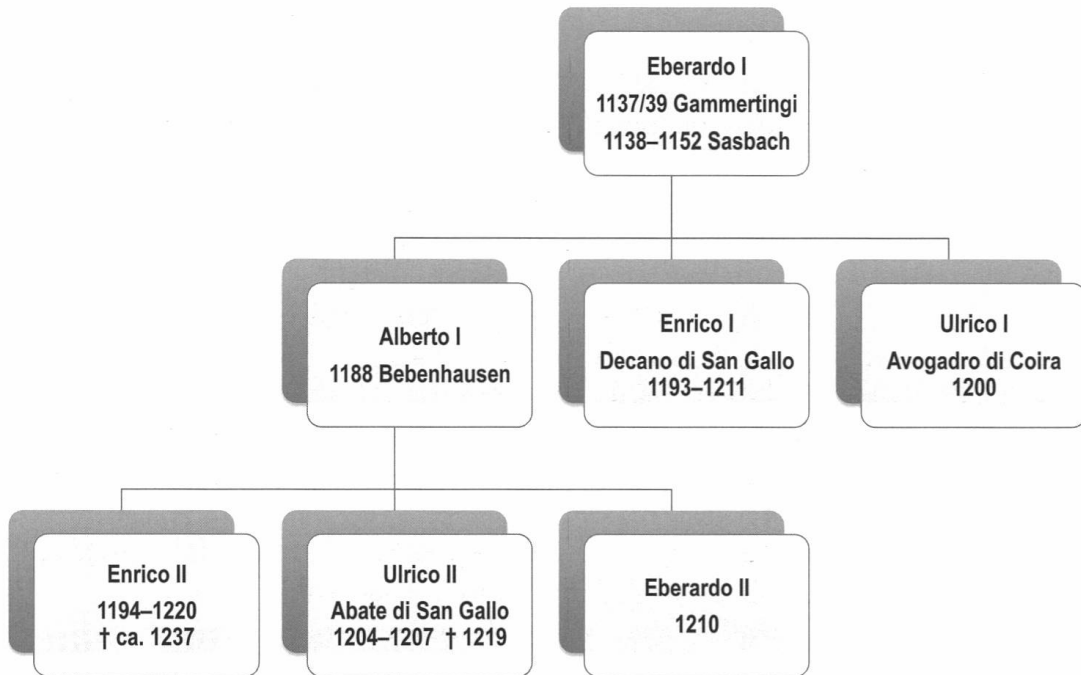 Eberardo I
1137/39 Gammertingi
1138–1152 Sasbach
Alberto I
1188 Bebenhausen
Enrico I
Decano di San Gallo
1193–1211
Ulrico I
Avogadro di Coira
1200
Enrico II
1194–1220
† ca. 1237
Ulrico II
Abate di San Gallo
1204–1207 † 1219
Eberardo II
1210